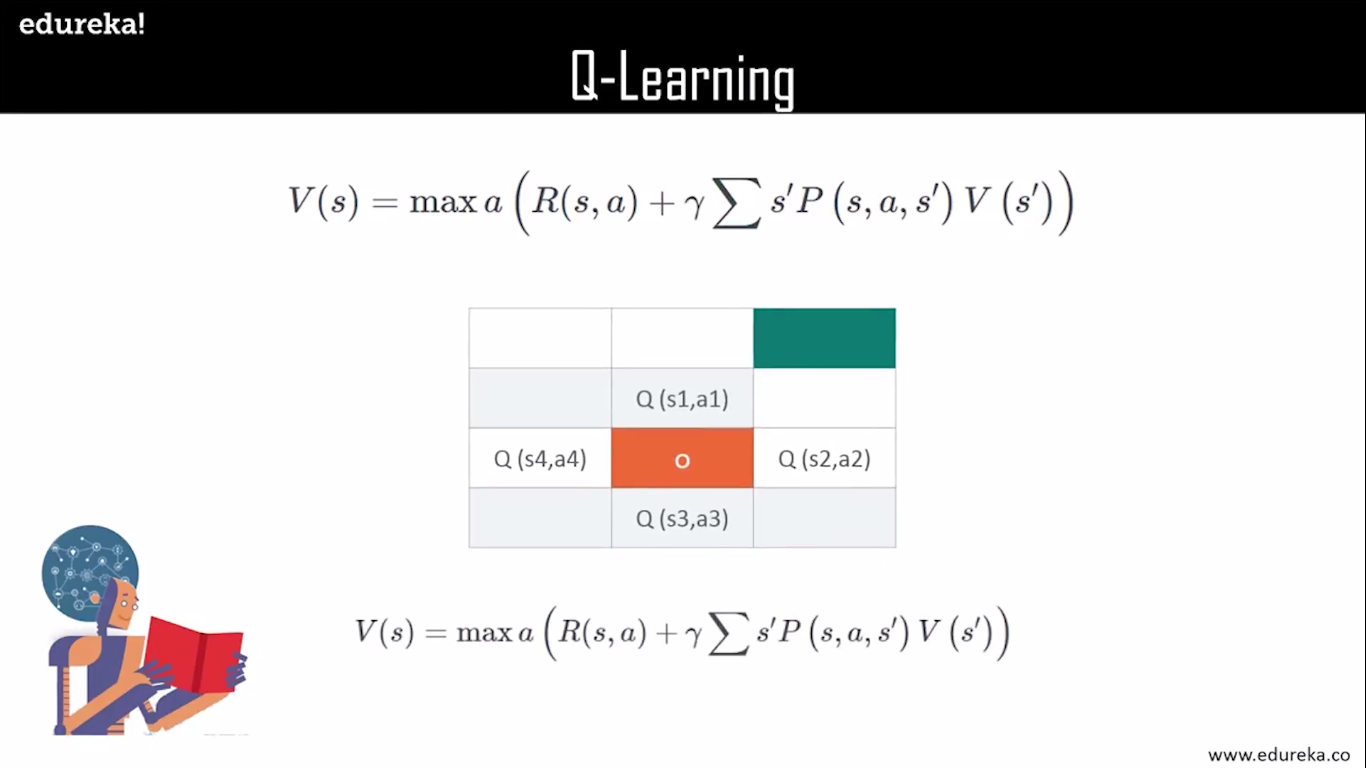 edureka!
Q-Learning
V(s) = max a (R(s, a) + γ ∑ s′P (s, a, s′) V (s′))
Q (s1,a1)
Q (s4,a4) o Q (s2,a2)
Q (s3,a3)
V(s) = max a (R(s, a) + γ ∑ s′P (s, a, s′) V (s′))
www.edureka.co